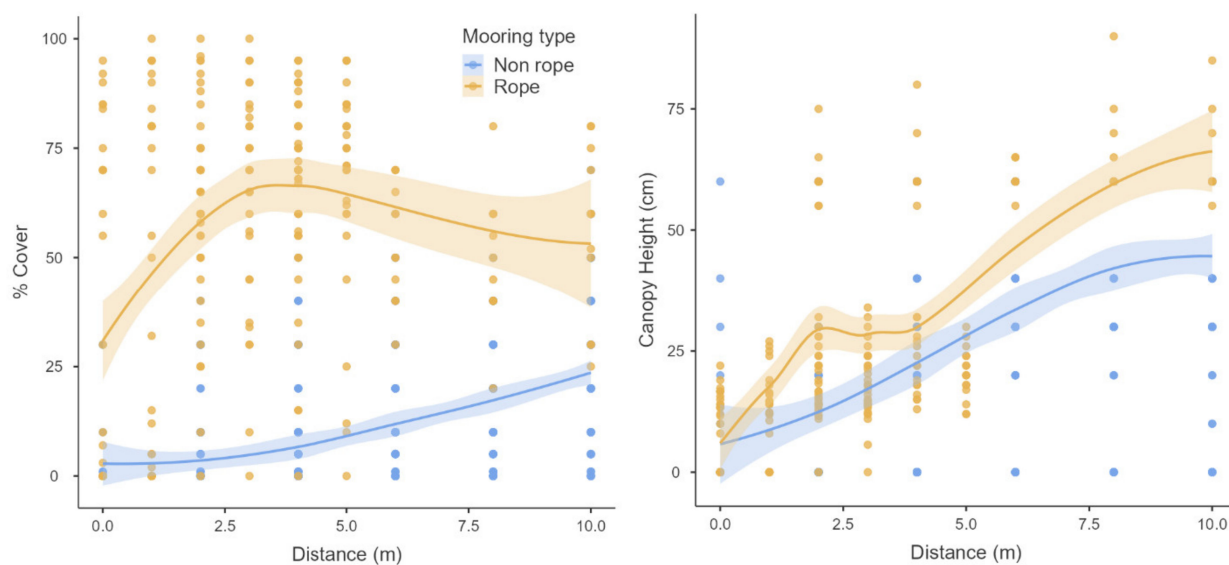 100
75
50
25
0
% Cover
0.0 2.5 5.0 7.5 10.0
Distance (m)
Mooring type
Non rope
Rope
75
50
25
0
Canopy Height (cm)
0.0 2.5 5.0 7.5 10.0
Distance (m)